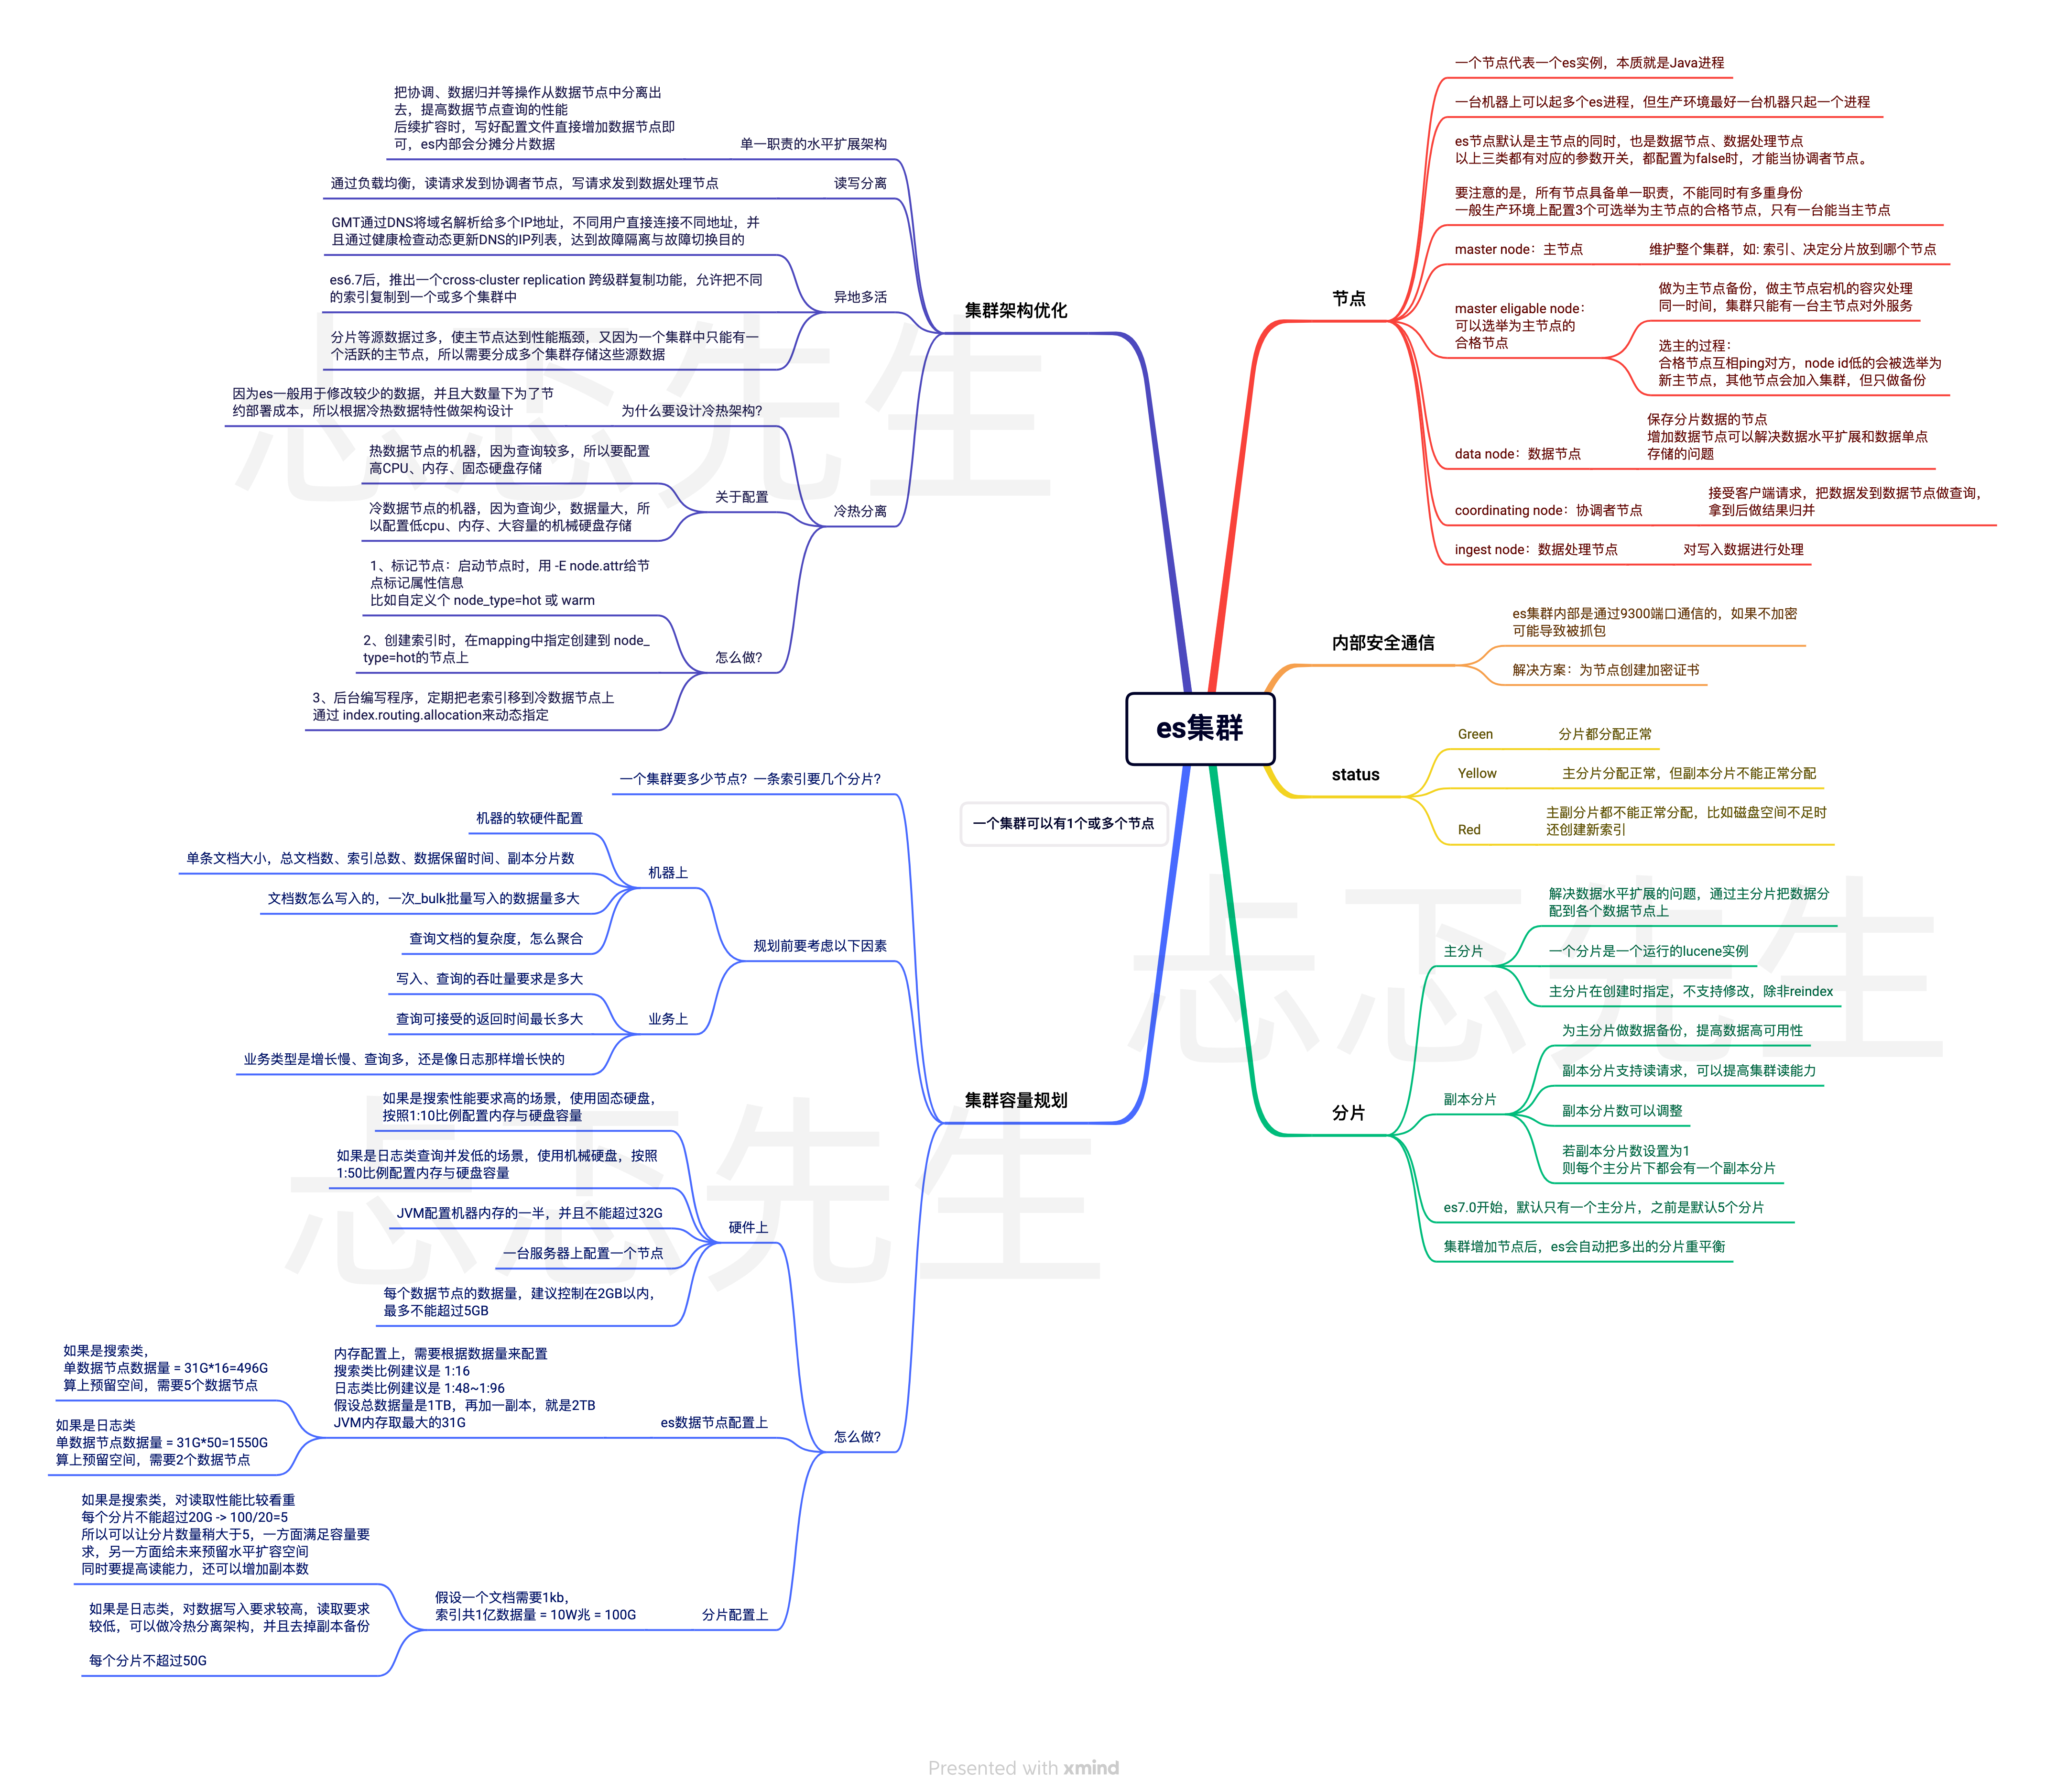 es集群
一个集群可以有1个或多个节点
节点
一个节点代表一个es实例，本质就是Java进程
一台机器上可以起多个es进程，但生产环境最好一台机器只起一个进程
es节点默认是主节点的同时，也是数据节点、数据处理节点
以上三类都有对应的参数开关，都配置为false时，才能当协调者节点。
要注意的是，所有节点具备单一职责，不能同时有多重身份
一般生产环境上配置3个可选举为主节点的合格节点，只有一台能当主节点
master node：主节点
维护整个集群，如: 索引、决定分片放到哪个节点
master eligable node：
可以选举为主节点的
合格节点
做为主节点备份，做主节点宕机的容灾处理
同一时间，集群只能有一台主节点对外服务
选主的过程：
合格节点互相ping对方，node id低的会被选举为
新主节点，其他节点会加入集群，但只做备份
data node：数据节点
保存分片数据的节点
增加数据节点可以解决数据水平扩展和数据单点
存储的问题
coordinating node：协调者节点
接受客户端请求，把数据发到数据节点做查询，
拿到后做结果归并
ingest node：数据处理节点
对写入数据进行处理
内部安全通信
es集群内部是通过9300端口通信的，如果不加密
可能导致被抓包
解决方案：为节点创建加密证书
status
Green
分片都分配正常
Yellow
主分片分配正常，但副本分片不能正常分配
Red
主副分片都不能正常分配，比如磁盘空间不足时
还创建新索引
分片
主分片
解决数据水平扩展的问题，通过主分片把数据分
配到各个数据节点上
一个分片是一个运行的lucene实例
主分片在创建时指定，不支持修改，除非reindex
副本分片
为主分片做数据备份，提高数据高可用性
副本分片支持读请求，可以提高集群读能力
副本分片数可以调整
若副本分片数设置为1
则每个主分片下都会有一个副本分片
es7.0开始，默认只有一个主分片，之前是默认5个分片
集群增加节点后，es会自动把多出的分片重平衡
集群架构优化
单一职责的水平扩展架构
把协调、数据归并等操作从数据节点中分离出
去，提高数据节点查询的性能
后续扩容时，写好配置文件直接增加数据节点即
可，es内部会分摊分片数据
读写分离
通过负载均衡，读请求发到协调者节点，写请求发到数据处理节点
异地多活
GMT通过DNS将域名解析给多个IP地址，不同用户直接连接不同地址，并
且通过健康检查动态更新DNS的IP列表，达到故障隔离与故障切换目的
es6.7后，推出一个cross-cluster replication 跨级群复制功能，允许把不同
的索引复制到一个或多个集群中
分片等源数据过多，使主节点达到性能瓶颈，又因为一个集群中只能有一
个活跃的主节点，所以需要分成多个集群存储这些源数据
冷热分离
为什么要设计冷热架构?
因为es一般用于修改较少的数据，并且大数量下为了节
约部署成本，所以根据冷热数据特性做架构设计
关于配置
热数据节点的机器，因为查询较多，所以要配置
高CPU、内存、固态硬盘存储
冷数据节点的机器，因为查询少，数据量大，所
以配置低cpu、内存、大容量的机械硬盘存储
怎么做?
1、标记节点：启动节点时，用 -E node.attr给节
点标记属性信息
比如自定义个 node_type=hot 或 warm
2、创建索引时，在mapping中指定创建到 node_
type=hot的节点上
3、后台编写程序，定期把老索引移到冷数据节点上
通过 index.routing.allocation来动态指定
集群容量规划
一个集群要多少节点? 一条索引要几个分片?
规划前要考虑以下因素
机器上
机器的软硬件配置
单条文档大小，总文档数、索引总数、数据保留时间、副本分片数
文档数怎么写入的，一次_bulk批量写入的数据量多大
查询文档的复杂度，怎么聚合
业务上
写入、查询的吞吐量要求是多大
查询可接受的返回时间最长多大
业务类型是增长慢、查询多，还是像日志那样增长快的
怎么做?
硬件上
如果是搜索性能要求高的场景，使用固态硬盘，
按照1:10比例配置内存与硬盘容量
如果是日志类查询并发低的场景，使用机械硬盘，按照
1:50比例配置内存与硬盘容量
JVM配置机器内存的一半，并且不能超过32G
一台服务器上配置一个节点
每个数据节点的数据量，建议控制在2GB以内，
最多不能超过5GB
es数据节点配置上
内存配置上，需要根据数据量来配置
搜索类比例建议是 1:16
日志类比例建议是 1:48~1:96
假设总数据量是1TB，再加一副本，就是2TB
JVM内存取最大的31G
如果是搜索类，
单数据节点数据量 = 31G*16=496G
算上预留空间，需要5个数据节点
如果是日志类
单数据节点数据量 = 31G*50=1550G
算上预留空间，需要2个数据节点
分片配置上
假设一个文档需要1kb，
索引共1亿数据量 = 10W兆 = 100G
如果是搜索类，对读取性能比较看重
每个分片不能超过20G -> 100/20=5
所以可以让分片数量稍大于5，一方面满足容量要
求，另一方面给未来预留水平扩容空间
同时要提高读能力，还可以增加副本数
如果是日志类，对数据写入要求较高，读取要求
较低，可以做冷热分离架构，并且去掉副本备份
每个分片不超过50G
忐忑先生
忐忑先生
忐忑先生
Presented with xmind